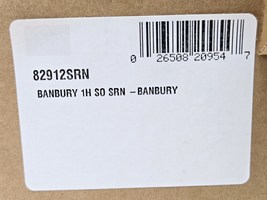 0 26508 20954 7
82912SRN
BANBURY 1H SO SRN – BANBURY